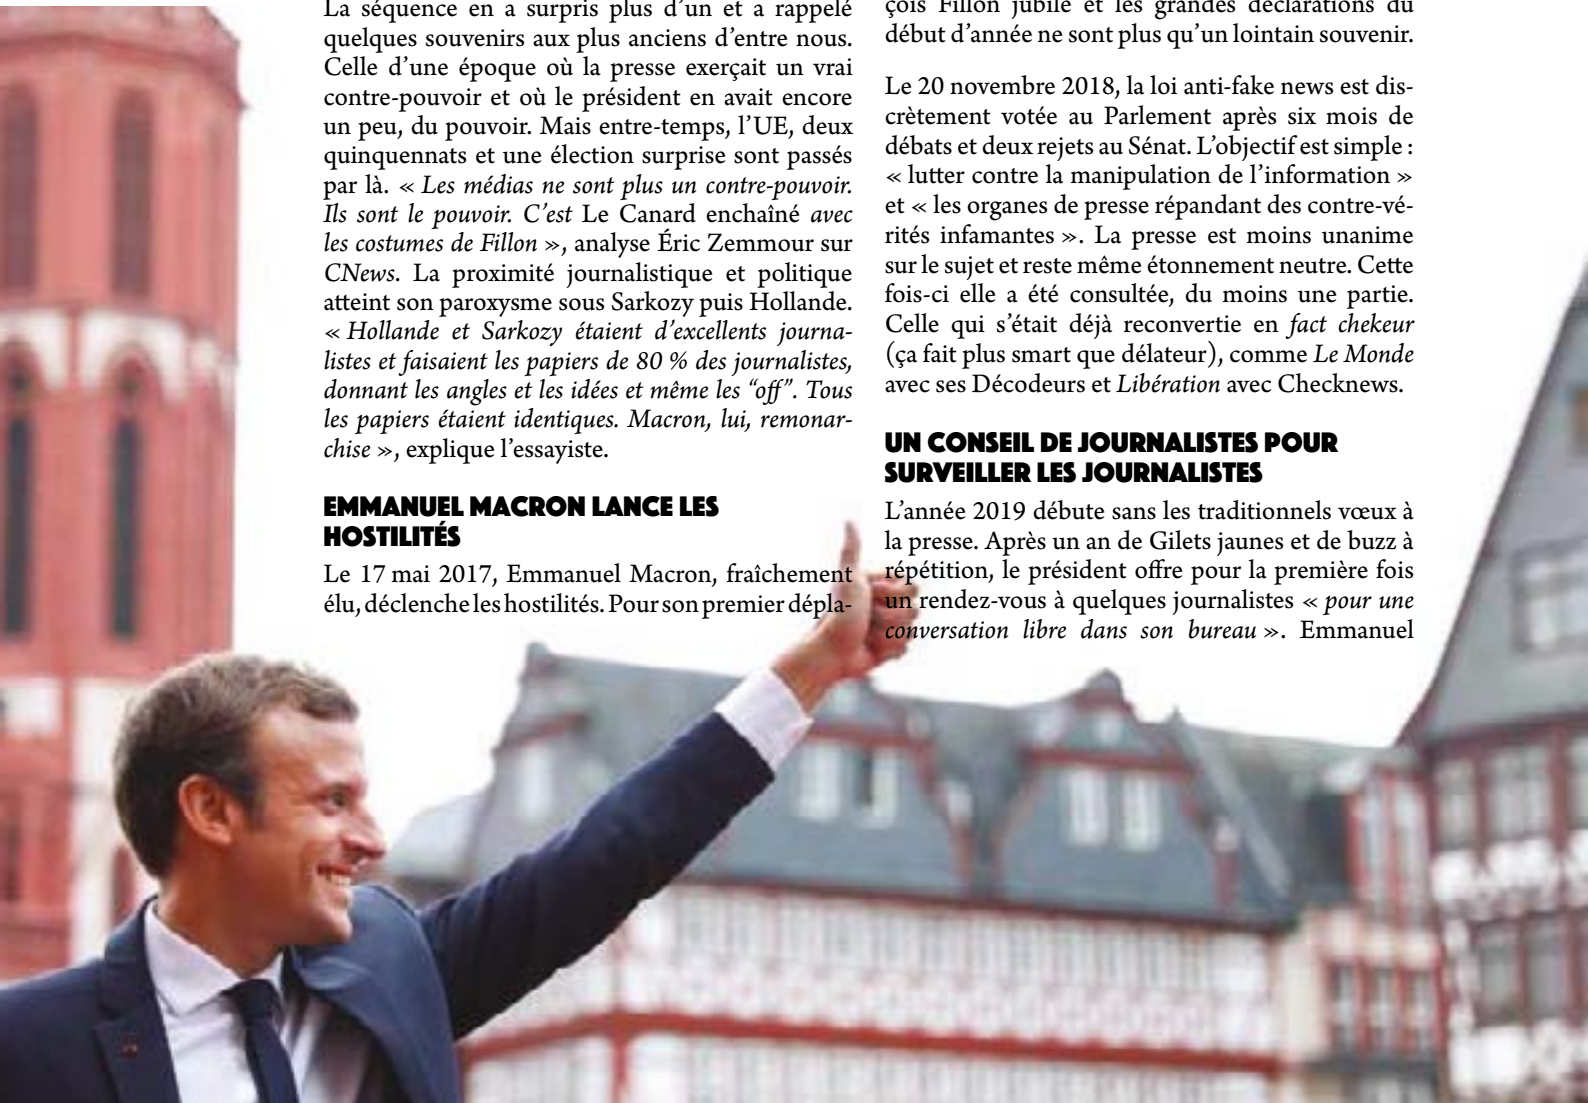 La séquence en a surpris plus d’un et a rappelé
quelques souvenirs aux plus anciens d’entre nous.
Celle d’une époque où la presse exerçait un vrai
contre-pouvoir et où le président en avait encore
un peu, du pouvoir. Mais entre-temps, l’UE, deux
quinquennats et une élection surprise sont passés
par là. « Les médias ne sont plus un contre-pouvoir.
Ils sont le pouvoir. C’est Le Canard enchaîné avec
les costumes de Fillon », analyse Éric Zemmour sur
CNews. La proximité journalistique et politique
atteint son paroxysme sous Sarkozy puis Hollande.
« Hollande et Sarkozy étaient d’excellents journa-
listes et faisaient les papiers de 80 % des journalistes,
donnant les angles et les idées et même les “off”. Tous
les papiers étaient identiques. Macron, lui, remonar-
chise », explique l’essayiste.
EMMANUEL MACRON LANCE LES
HOSTILITÉS
Le 17 mai 2017, Emmanuel Macron, fraîchement
élu, déclenche les hostilités. Pour son premier dépla-
çois Fillon jubile et les grandes déclarations du
début d’année ne sont plus qu’un lointain souvenir.
Le 20 novembre 2018, la loi anti-fake news est dis-
crètement votée au Parlement après six mois de
débats et deux rejets au Sénat. L’objectif est simple :
« lutter contre la manipulation de l’information »
et « les organes de presse répandant des contre-vé-
rités infamantes ». La presse est moins unanime
sur le sujet et reste même étonnement neutre. Cette
fois-ci elle a été consultée, du moins une partie.
Celle qui s’était déjà reconvertie en fact chekeur
(ça fait plus smart que délateur), comme Le Monde
avec ses Décodeurs et Libération avec Checknews.
UN CONSEIL DE JOURNALISTES POUR
SURVEILLER LES JOURNALISTES
L’année 2019 débute sans les traditionnels vœux à
la presse. Après un an de Gilets jaunes et de buzz à
répétition, le président offre pour la première fois
un rendez-vous à quelques journalistes « pour une
conversation libre dans son bureau ». Emmanuel